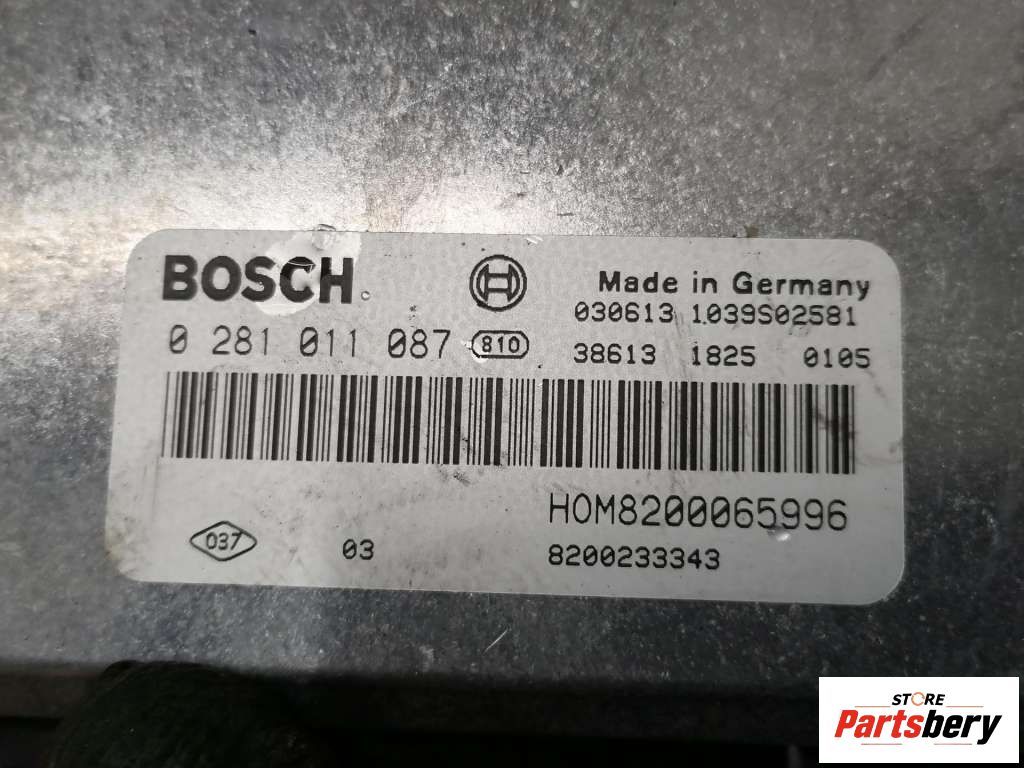 BOSCH
Made in Germany
030613 1039S02581
0 281 011 087 810
38613 1825 0105
HOM8200065996
037 03
8200233343
STORE
Partsbery